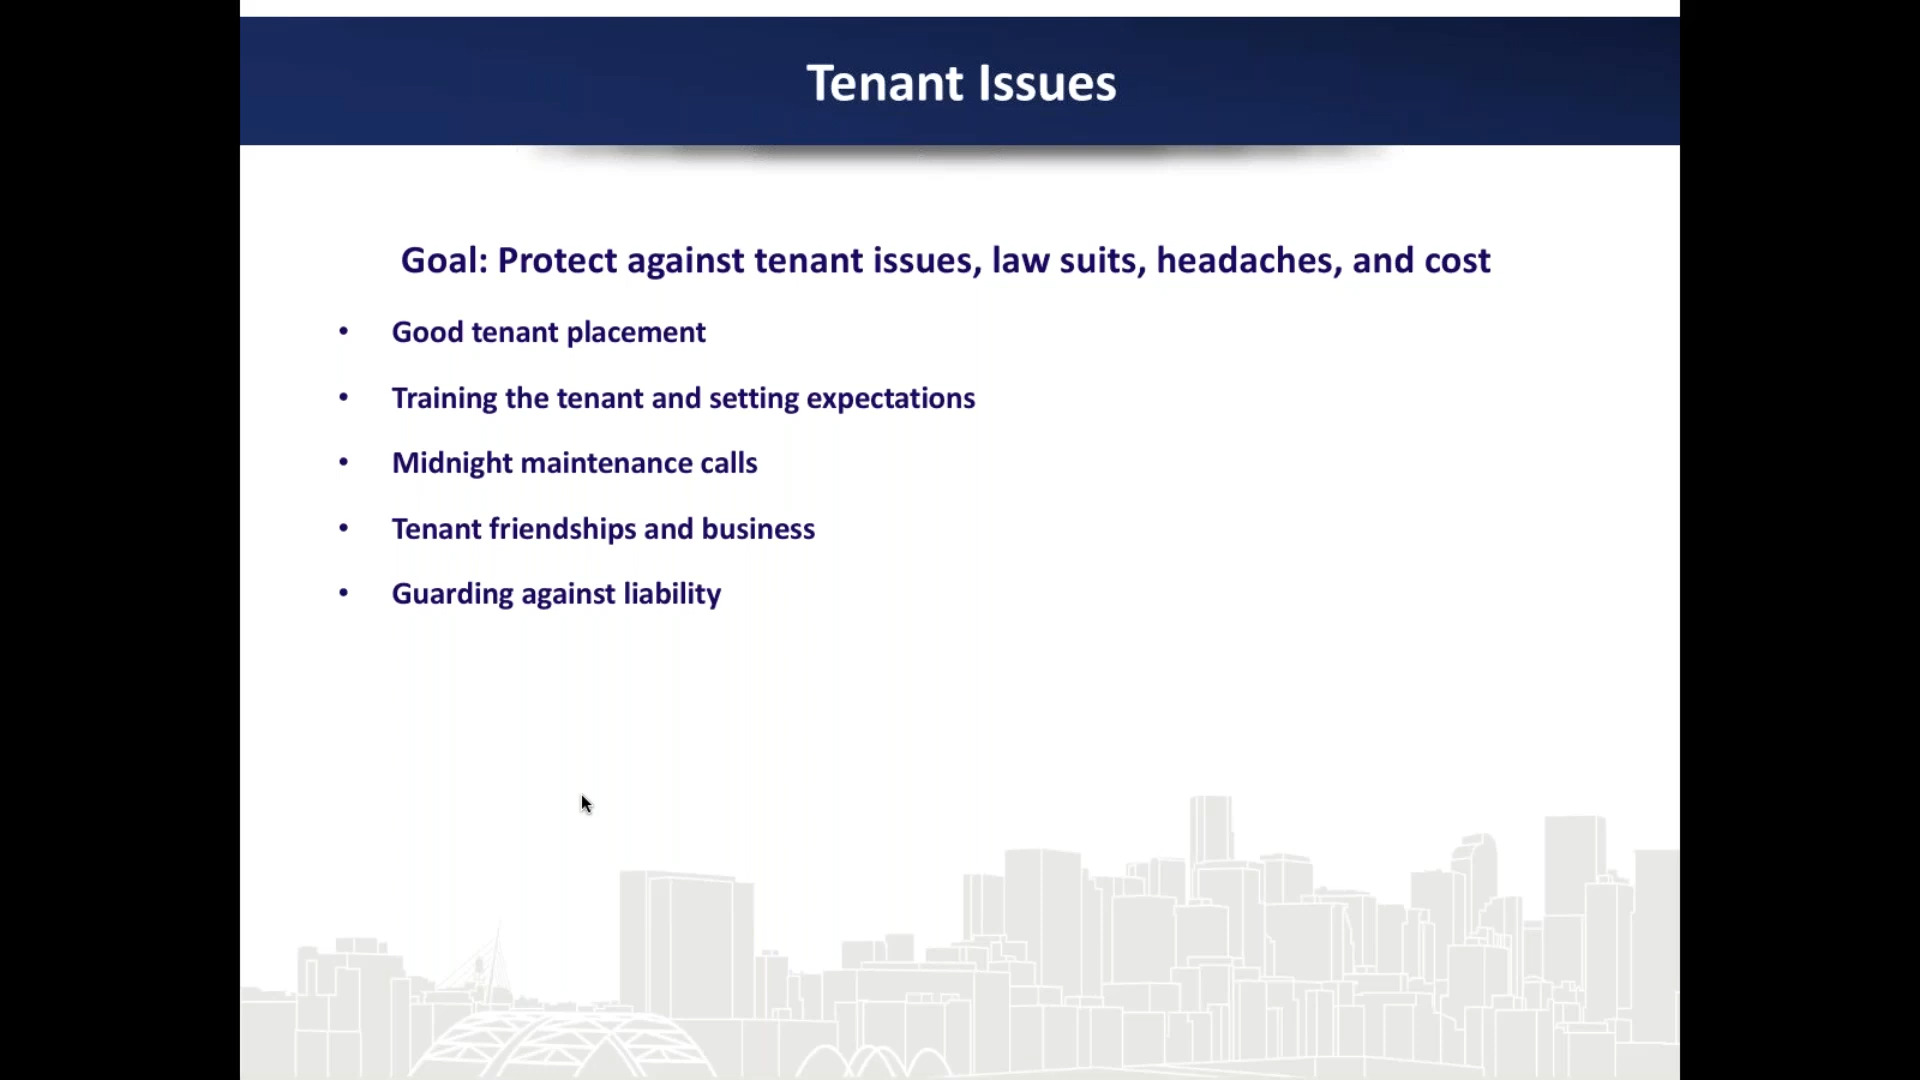 Tenant Issues
Goal: Protect against tenant issues, law suits, headaches, and cost
• Good tenant placement
• Training the tenant and setting expectations
• Midnight maintenance calls
• Tenant friendships and business
• Guarding against liability